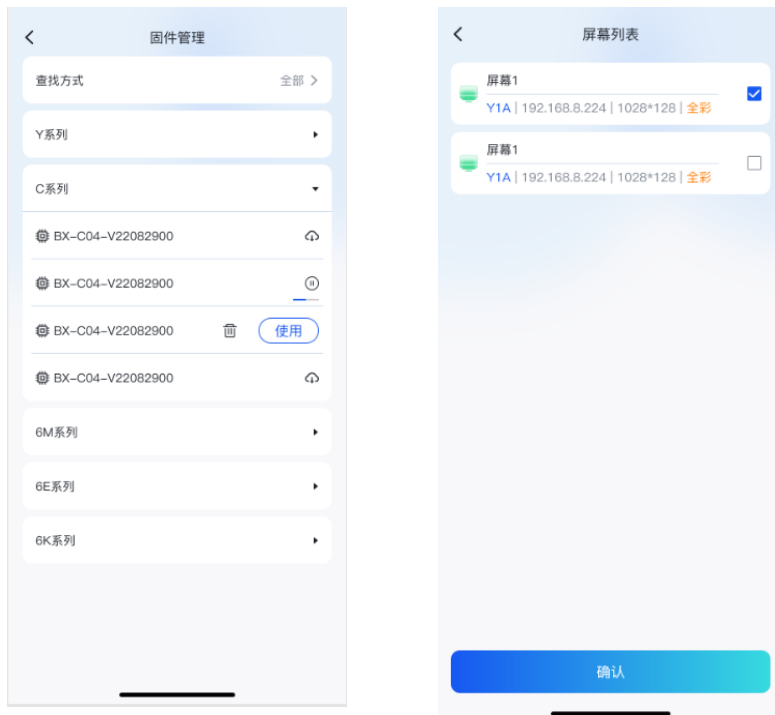 固件管理
查找方式
全部
Y系列
C系列
BX-C04-V22082900
BX-C04-V22082900
BX-C04-V22082900
使用
BX-C04-V22082900
6M系列
6E系列
6K系列
屏幕列表
屏幕1
Y1A | 192.168.8.224 | 1028*128 | 全彩
屏幕1
Y1A | 192.168.8.224 | 1028*128 | 全彩
确认